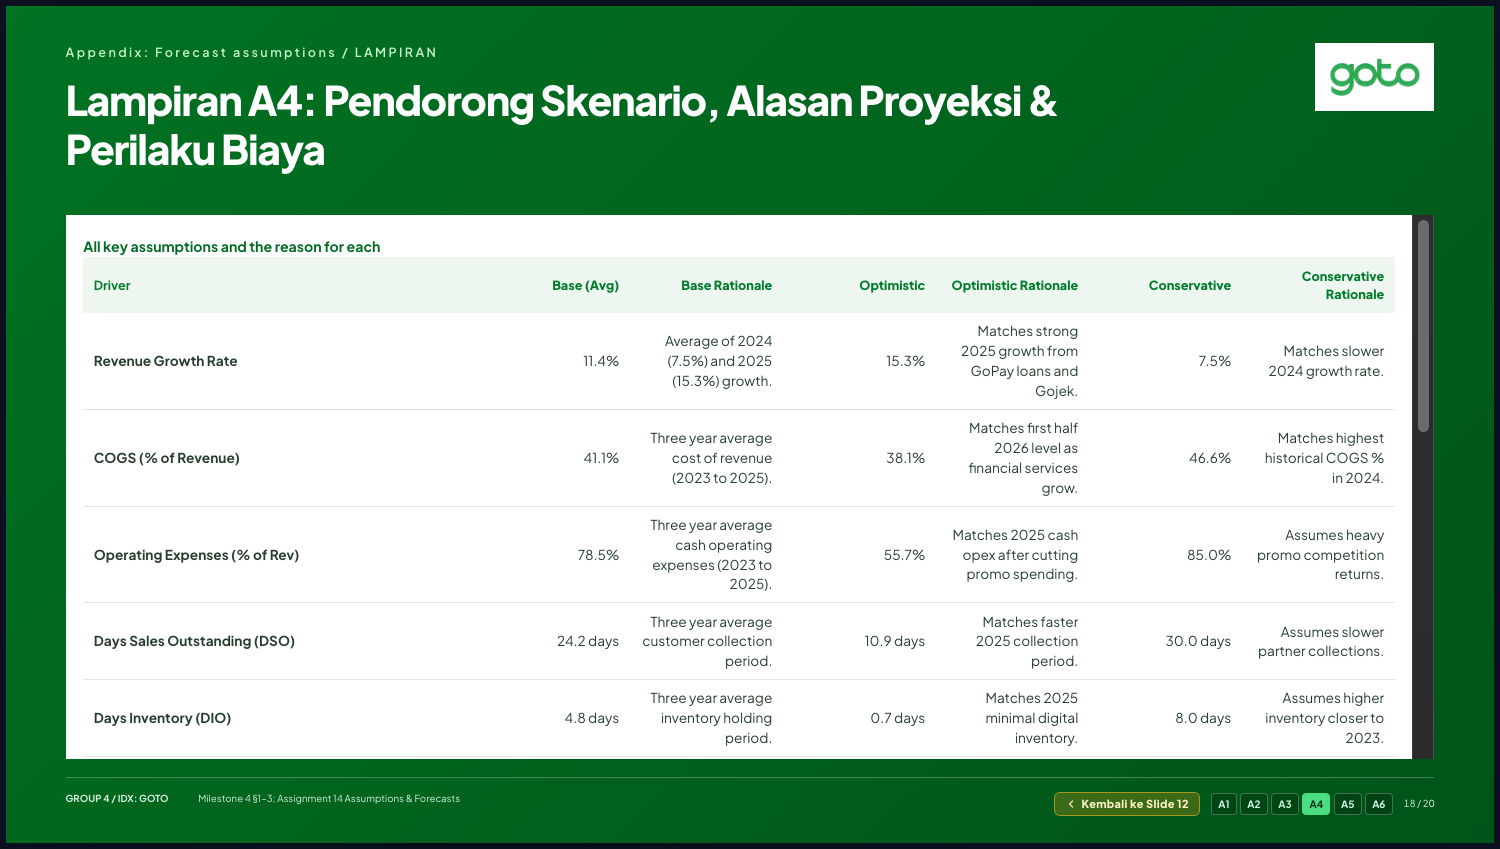 Appendix: Forecast assumptions / LAMPIRAN
goto
Lampiran A4: Pendorong Skenario, Alasan Proyeksi &
Perilaku Biaya
All key assumptions and the reason for each
Driver
Base (Avg)
Base Rationale
Optimistic
Optimistic Rationale
Conservative
Conservative
Rationale
Revenue Growth Rate
11.4%
Average of 2024
(7.5%) and 2025
(15.3%) growth.
15.3%
Matches strong
2025 growth from
GoPay loans and
Gojek.
7.5%
Matches slower
2024 growth rate.
COGS (% of Revenue)
41.1%
Three year average
cost of revenue
(2023 to 2025).
38.1%
Matches first half
2026 level as
financial services
grow.
46.6%
Matches highest
historical COGS %
in 2024.
Operating Expenses (% of Rev)
78.5%
Three year average
cash operating
expenses (2023 to
2025).
55.7%
Matches 2025 cash
opex after cutting
promo spending.
85.0%
Assumes heavy
promo competition
returns.
Days Sales Outstanding (DSO)
24.2 days
Three year average
customer collection
period.
10.9 days
Matches faster
2025 collection
period.
30.0 days
Assumes slower
partner collections.
Days Inventory (DIO)
4.8 days
Three year average
inventory holding
period.
0.7 days
Matches 2025
minimal digital
inventory.
8.0 days
Assumes higher
inventory closer to
2023.
GROUP 4 / IDX: GOTO
Milestone 4 §1–3; Assignment 14 Assumptions & Forecasts
Kembali ke Slide 12
A1
A2
A3
A4
A5
A6
18 / 20